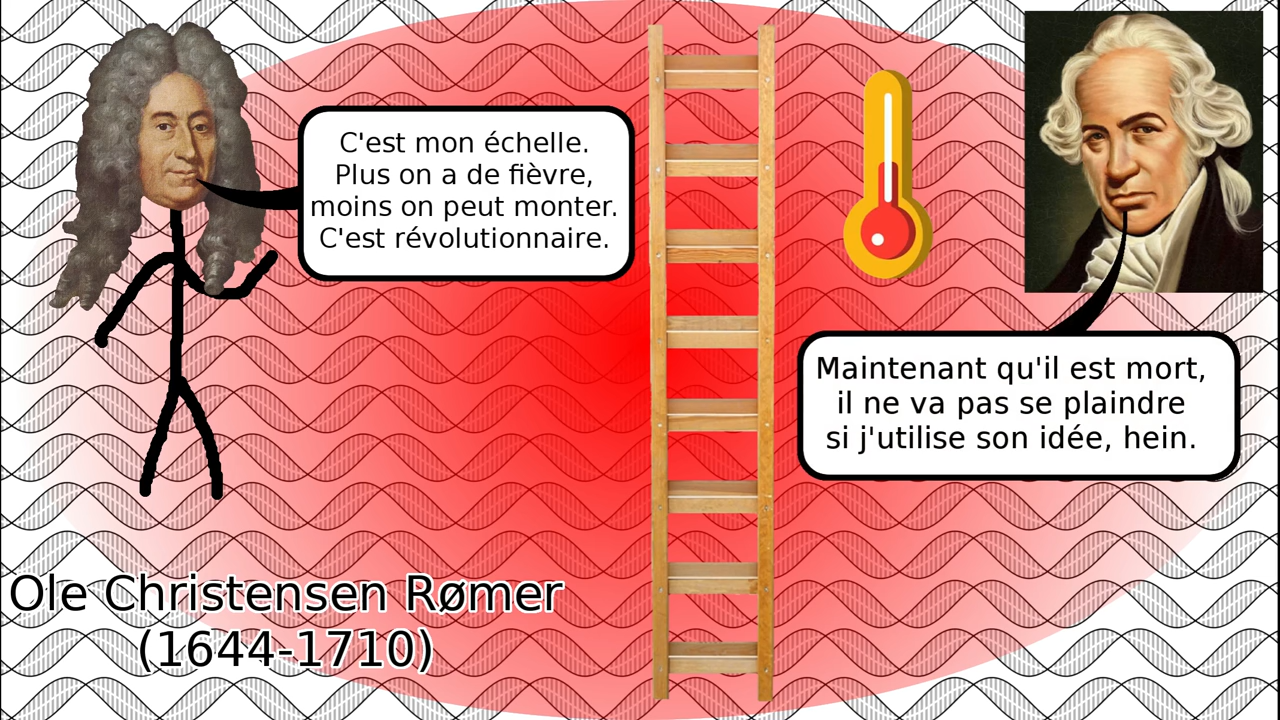 C'est mon échelle.
Plus on a de fièvre,
moins on peut monter.
C'est révolutionnaire.
Maintenant qu'il est mort,
il ne va pas se plaindre
si j'utilise son idée, hein.
Ole Christensen Rømer
(1644-1710)